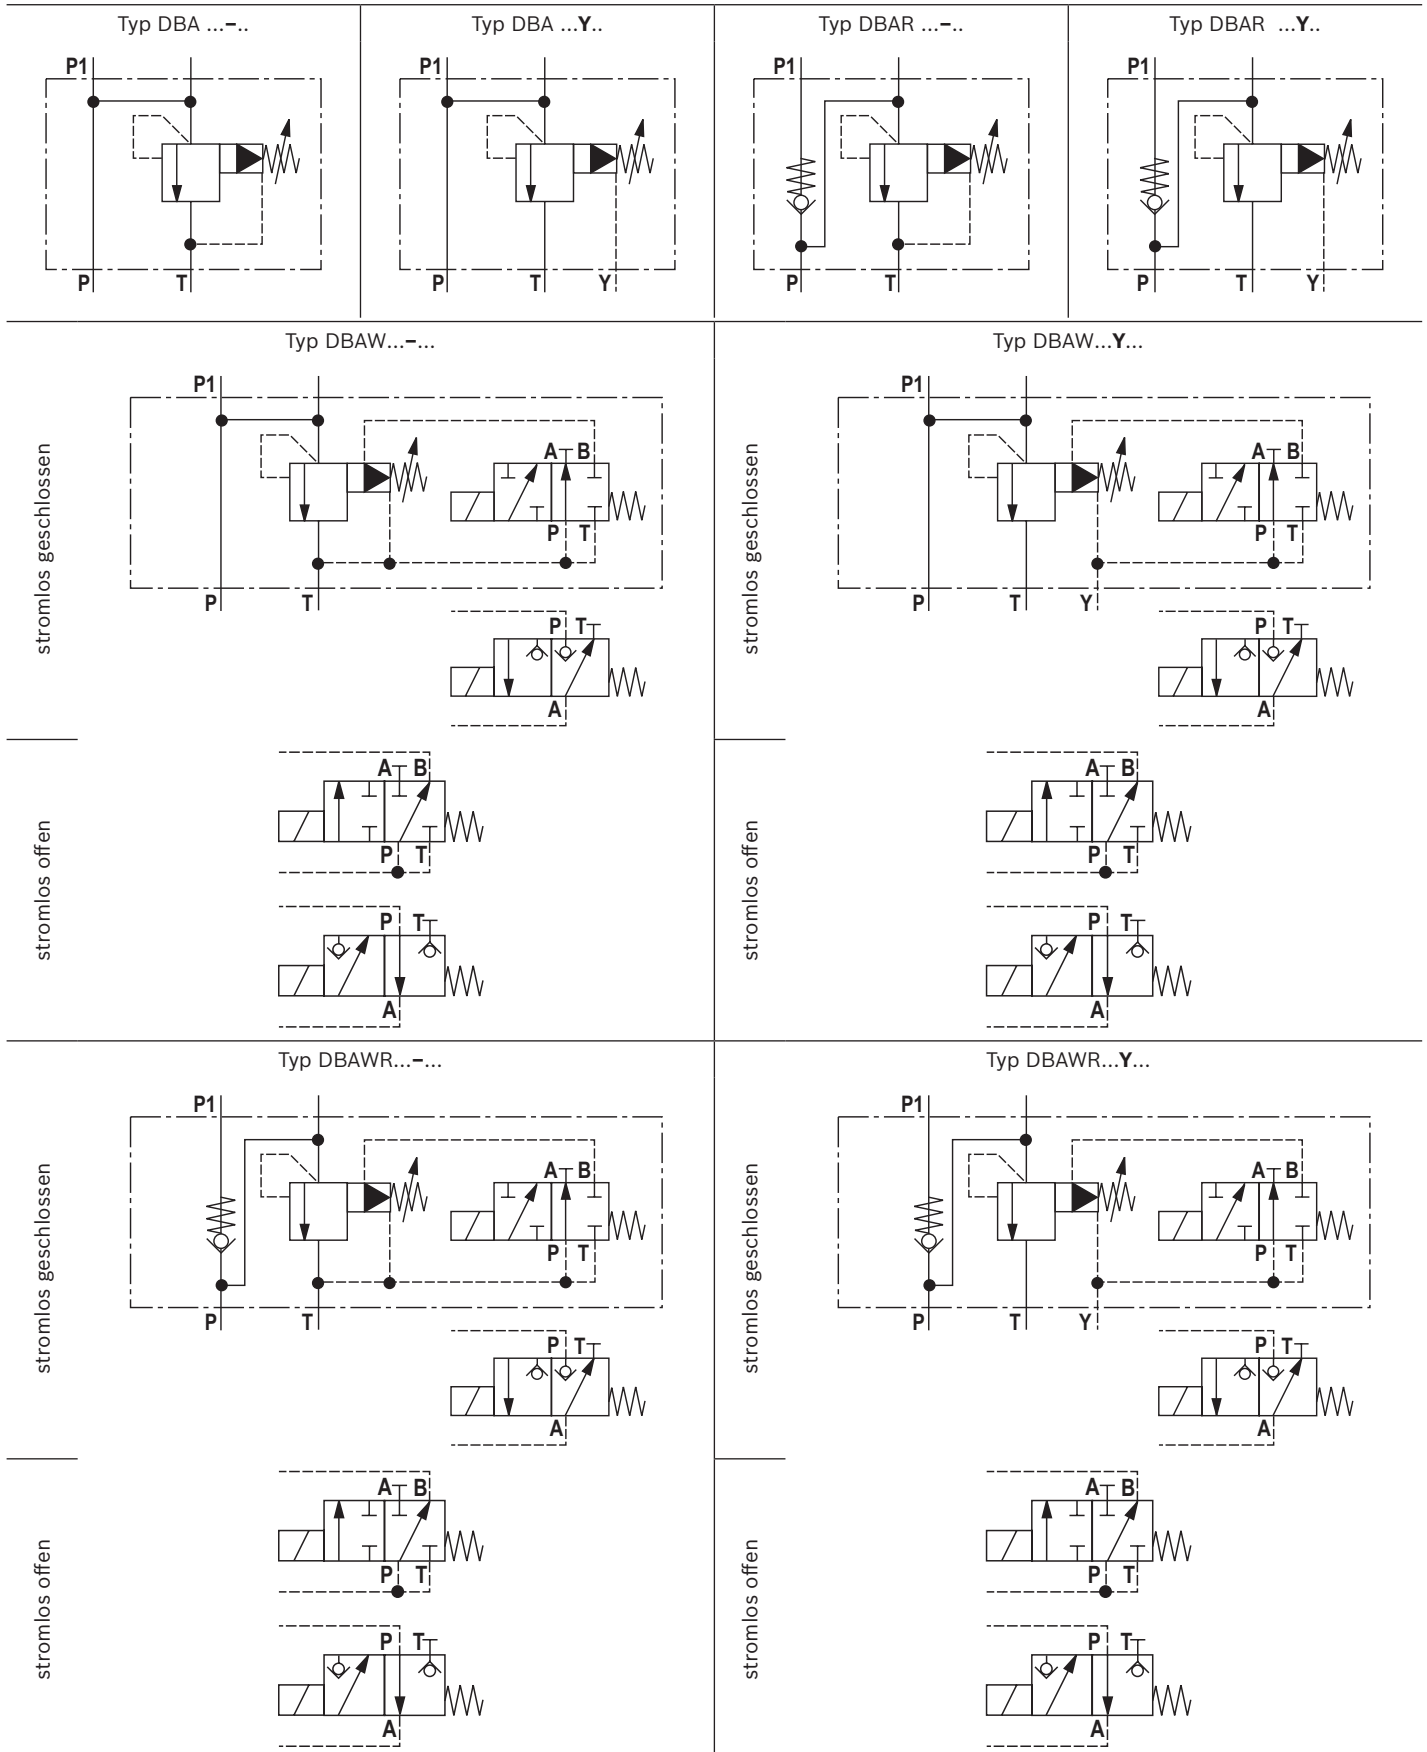 Typ DBA ...–..
Typ DBA ...Y..
Typ DBAR ...–..
Typ DBAR ...Y..
P1
P1
P1
P1
P T
P T Y
P T
P T Y
Typ DBAW...–...
Typ DBAW...Y...
stromlos geschlossen
P1
A B
P T
P T
P T
A
stromlos geschlossen
P1
A B
P T
P T Y
P T
A
stromlos offen
A B
P T
P T
A
stromlos offen
A B
P T
P T
A
Typ DBAWR...–...
Typ DBAWR...Y...
stromlos geschlossen
P1
A B
P T
P T
P T
A
stromlos geschlossen
P1
A B
P T
P T Y
P T
A
stromlos offen
A B
P T
P T
A
stromlos offen
A B
P T
P T
A